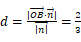 d = |OB·n| / |n| = 2/3